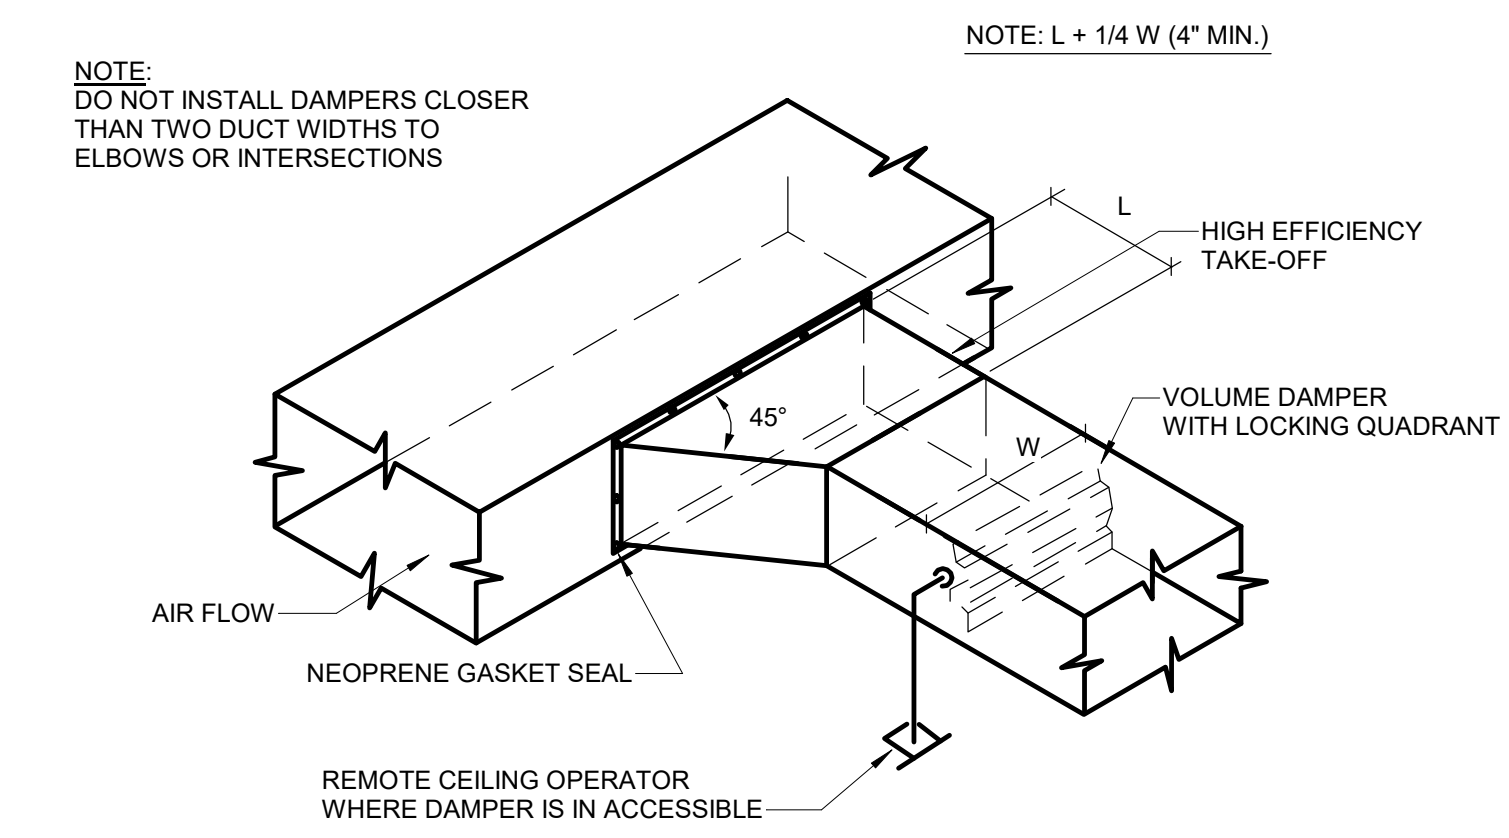 NOTE: L + 1/4 W (4" MIN.)
NOTE:
DO NOT INSTALL DAMPERS CLOSER
THAN TWO DUCT WIDTHS TO
ELBOWS OR INTERSECTIONS
L
HIGH EFFICIENCY
TAKE-OFF
VOLUME DAMPER
WITH LOCKING QUADRANT
45°
W
AIR FLOW
NEOPRENE GASKET SEAL
REMOTE CEILING OPERATOR
WHERE DAMPER IS IN ACCESSIBLE